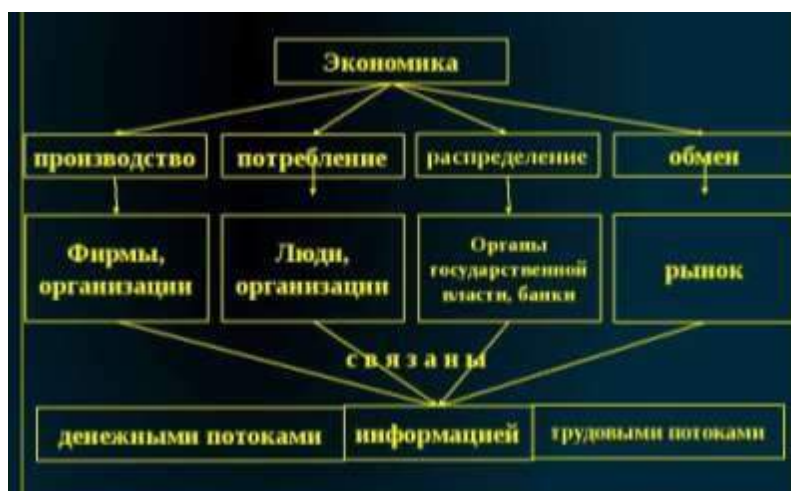 Экономика
производство
потребление
распределение
обмен
Фирмы,
организации
Люди,
организации
Органы
государственной
власти, банки
рынок
связаны
денежными потоками
информацией
трудовыми потоками